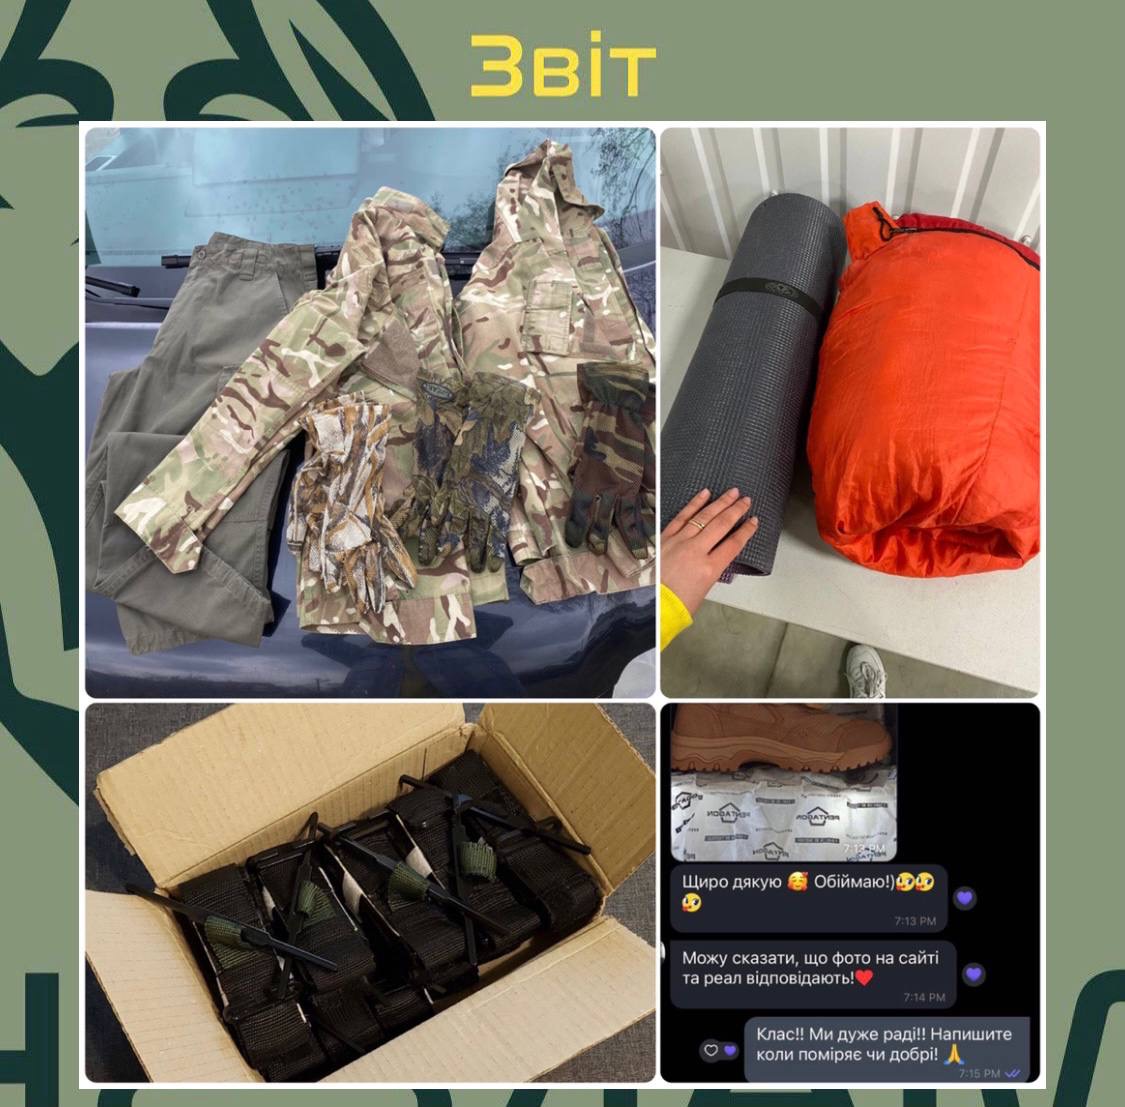 Звіт
PENTAGON
PENTAGON
7:13 PM
Щиро дякую 🥰 Обіймаю!)🥰🥰
🥰
7:13 PM
Можу сказати, що фото на сайті
та реал відповідають!❤️
7:14 PM
Клас!! Ми дуже раді!! Напишите
коли поміряє чи добрі! 🙏
7:15 PM